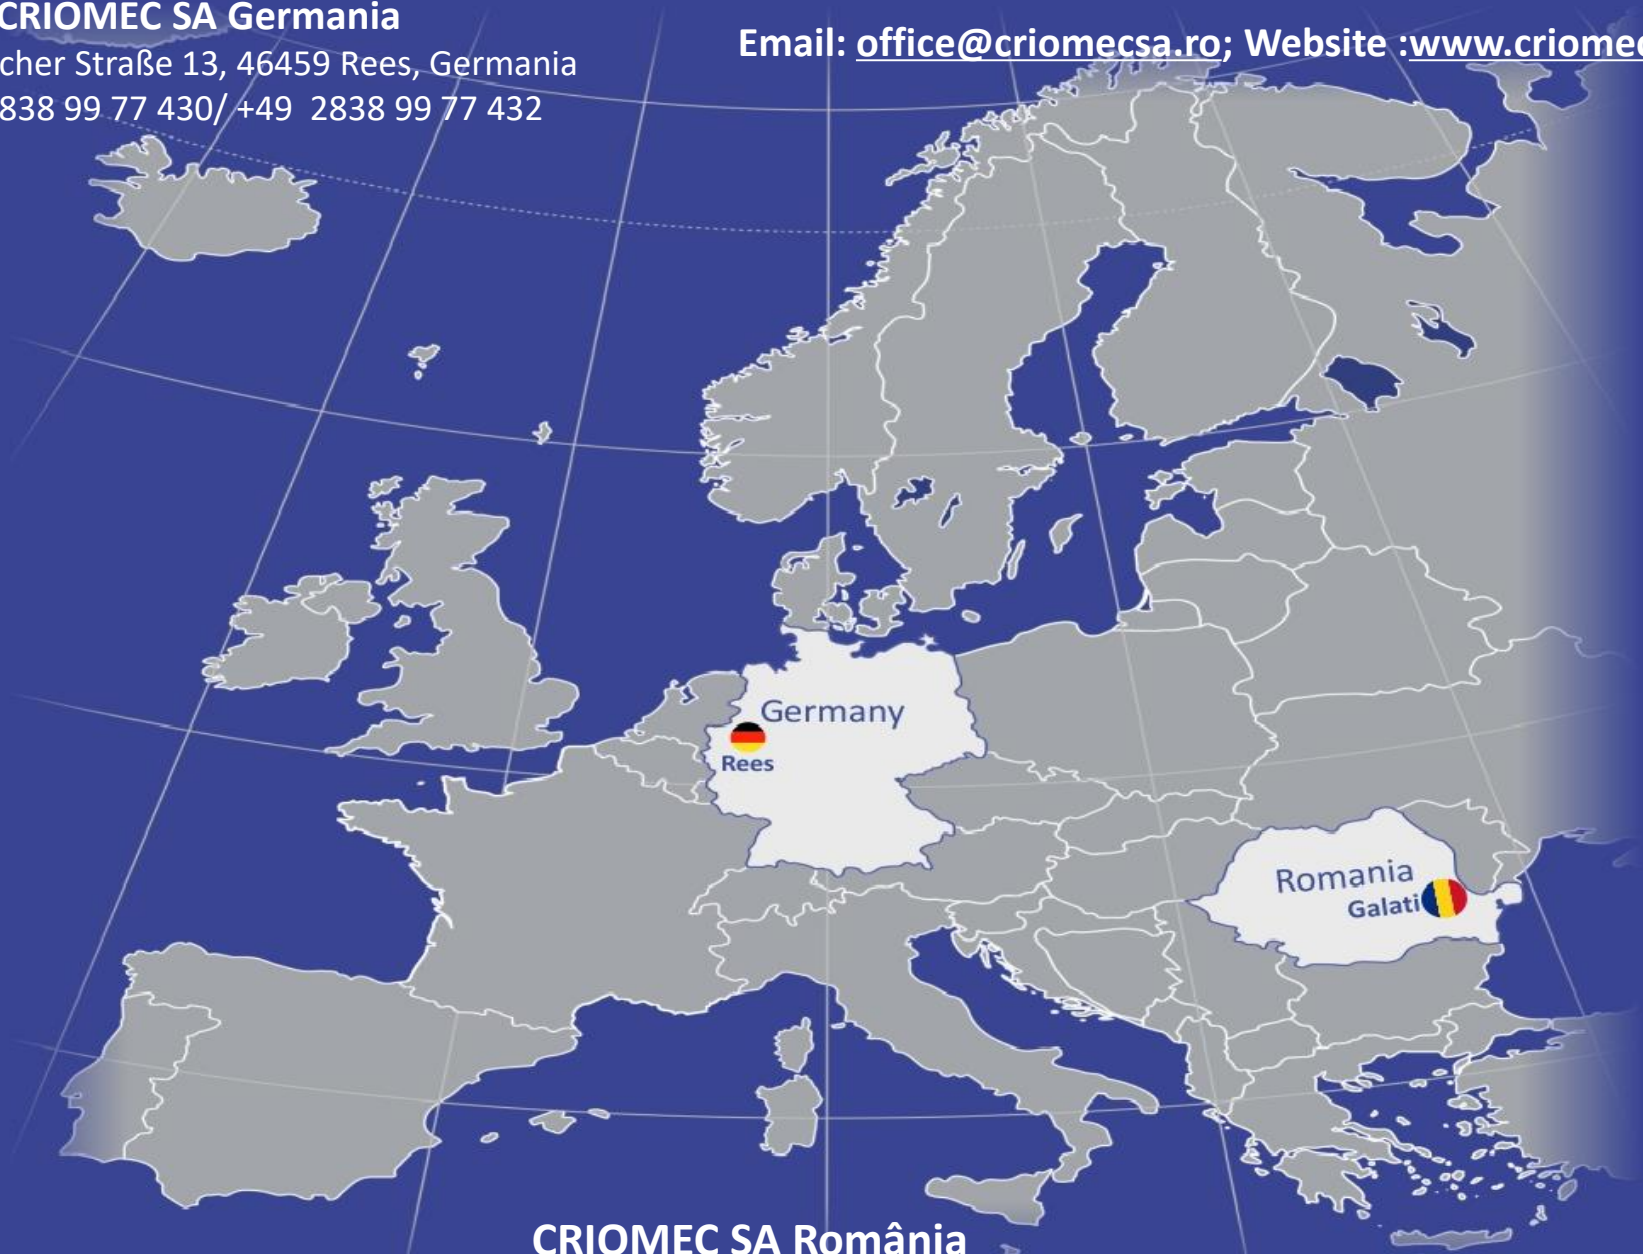 CRIOMEC SA Germania
cher Straße 13, 46459 Rees, Germania
838 99 77 430/ +49 2838 99 77 432
Email: office@criomecsa.ro; Website :www.criomec
Germany
Rees
Romania
Galati
CRIOMEC SA România